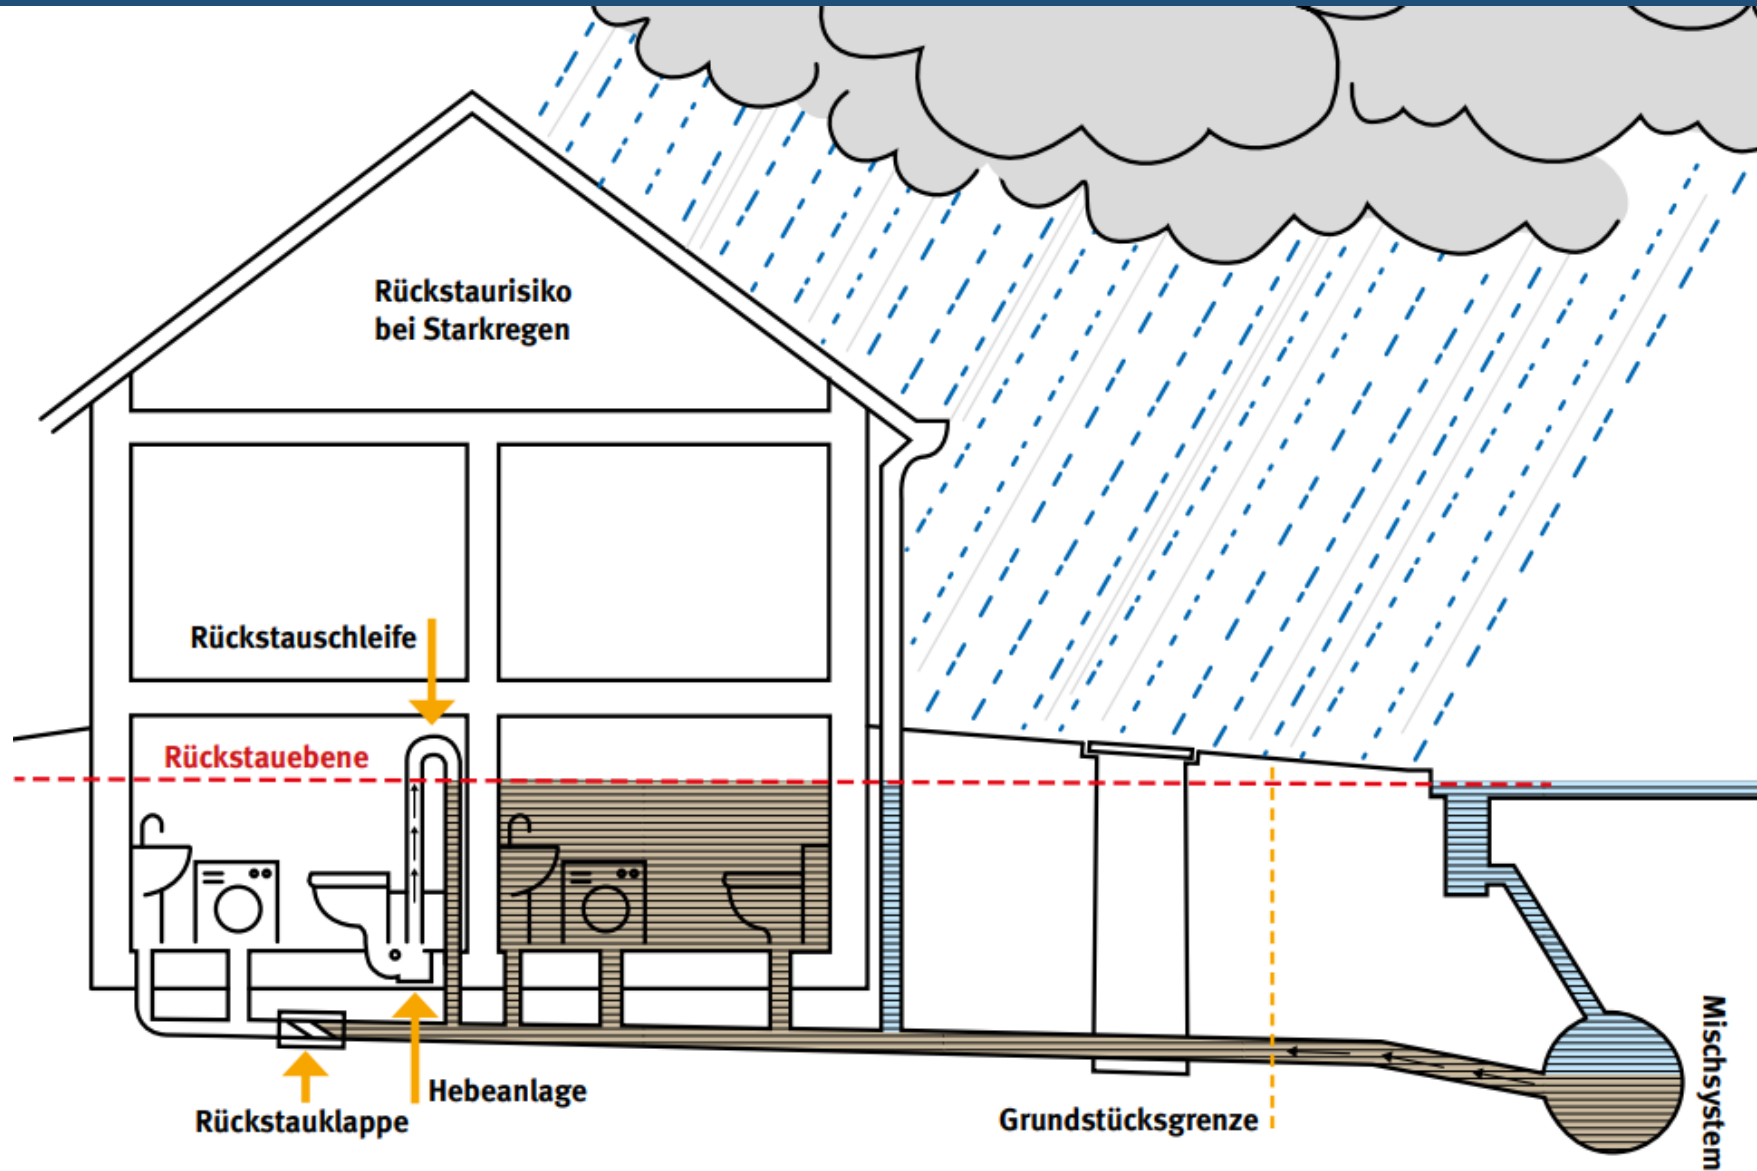 Rückstaurisiko
bei Starkregen
Rückstauschleife
Rückstauebene
Hebeanlage
Rückstauklappe
Grundstücksgrenze
Mischsystem